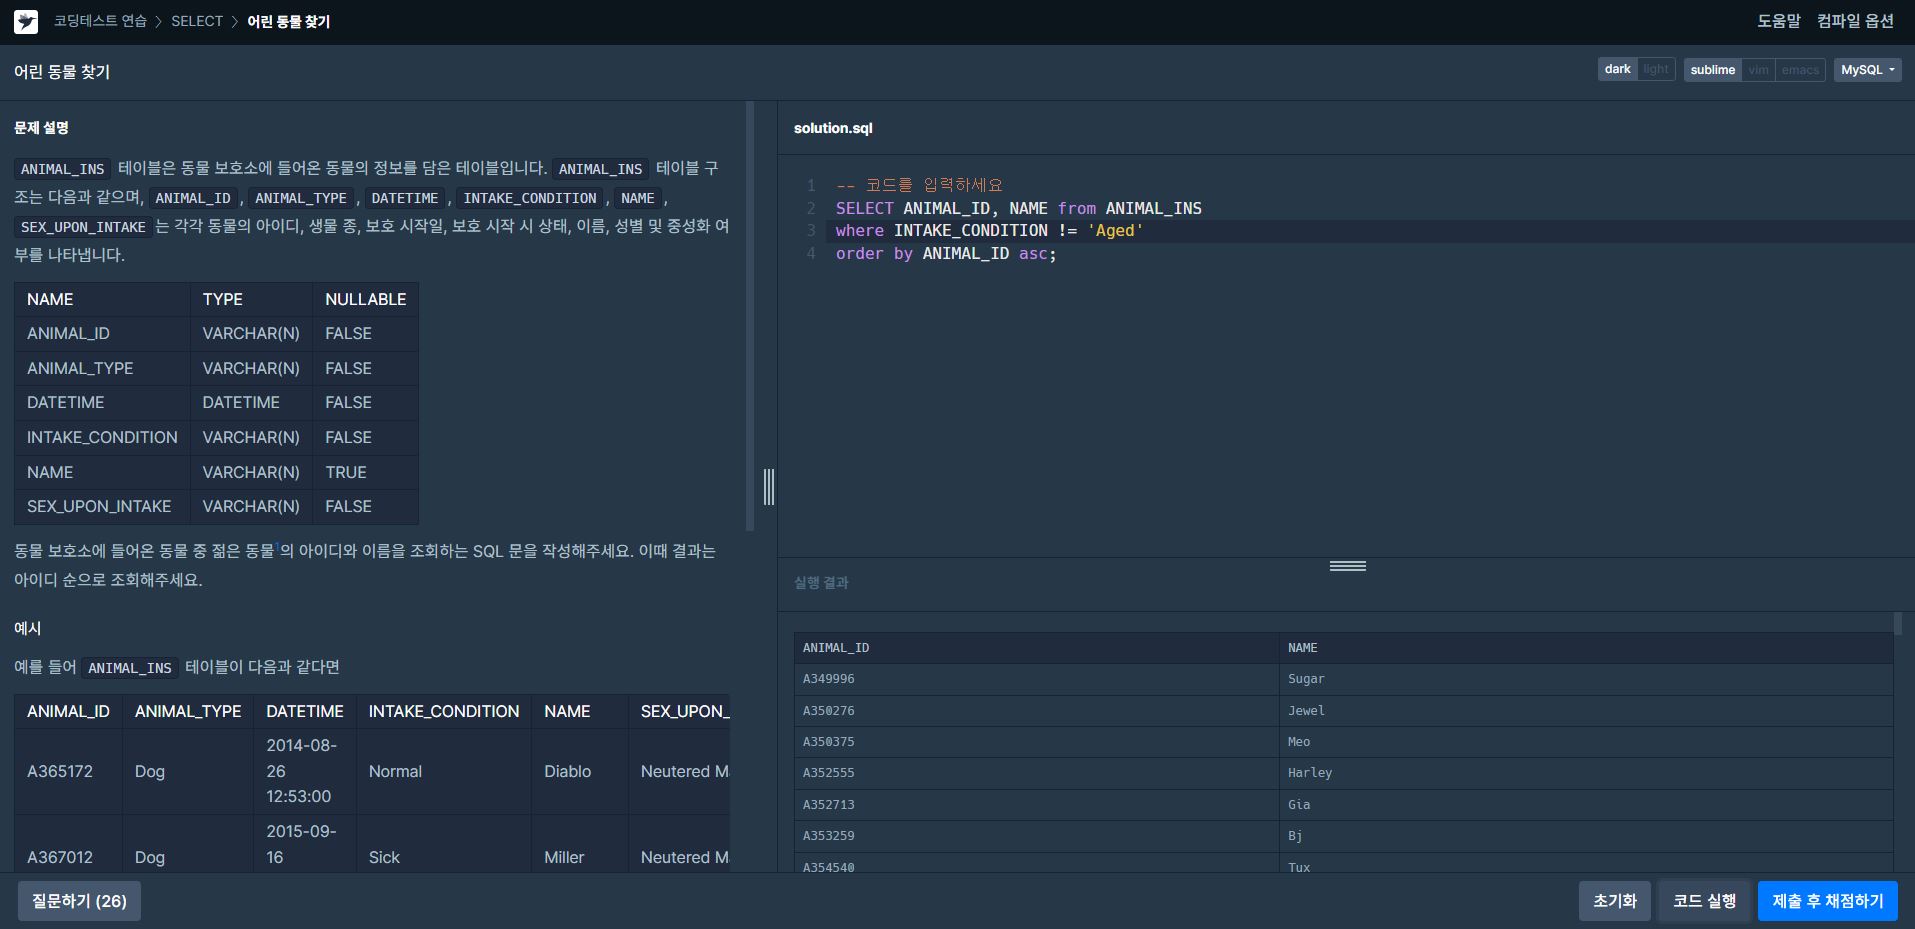 코딩테스트 연습 > SELECT > 어린 동물 찾기
도움말 컴파일 옵션
어린 동물 찾기
dark light sublime vim emacs MySQL
문제 설명
ANIMAL_INS 테이블은 동물 보호소에 들어온 동물의 정보를 담은 테이블입니다. ANIMAL_INS 테이블 구
조는 다음과 같으며, ANIMAL_ID, ANIMAL_TYPE, DATETIME, INTAKE_CONDITION, NAME,
SEX_UPON_INTAKE 는 각각 동물의 아이디, 생물 종, 보호 시작일, 보호 시작 시 상태, 이름, 성별 및 중성화 여
부를 나타냅니다.
NAME TYPE NULLABLE
ANIMAL_ID VARCHAR(N) FALSE
ANIMAL_TYPE VARCHAR(N) FALSE
DATETIME DATETIME FALSE
INTAKE_CONDITION VARCHAR(N) FALSE
NAME VARCHAR(N) TRUE
SEX_UPON_INTAKE VARCHAR(N) FALSE
동물 보호소에 들어온 동물 중 젊은 동물1의 아이디와 이름을 조회하는 SQL 문을 작성해주세요. 이때 결과는
아이디 순으로 조회해주세요.
예시
예를 들어 ANIMAL_INS 테이블이 다음과 같다면
ANIMAL_ID ANIMAL_TYPE DATETIME INTAKE_CONDITION NAME SEX_UPON_
A365172 Dog 2014-08-26 12:53:00 Normal Diablo Neutered M
A367012 Dog 2015-09-16 Sick Miller Neutered M
solution.sql
1 -- 코드를 입력하세요
2 SELECT ANIMAL_ID, NAME from ANIMAL_INS
3 where INTAKE_CONDITION != 'Aged'
4 order by ANIMAL_ID asc;
실행 결과
ANIMAL_ID NAME
A349996 Sugar
A350276 Jewel
A350375 Meo
A352555 Harley
A352713 Gia
A353259 Bj
A354540 Tux
질문하기 (26)
초기화 코드 실행 제출 후 채점하기